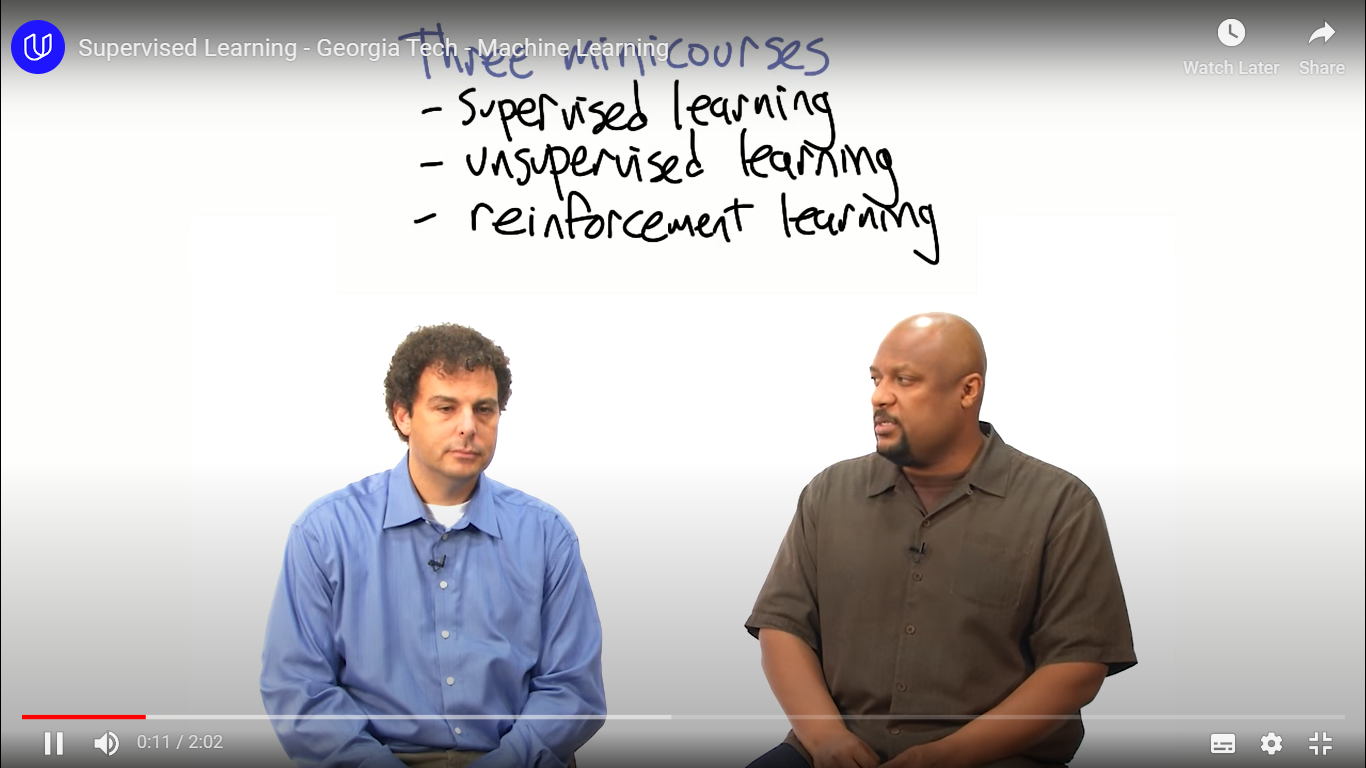 Supervised Learning - Georgia Tech - Machine Learning
Watch Later
Share
Three minicourses
- supervised learning
- unsupervised learning
- reinforcement learning
0:11 / 2:02